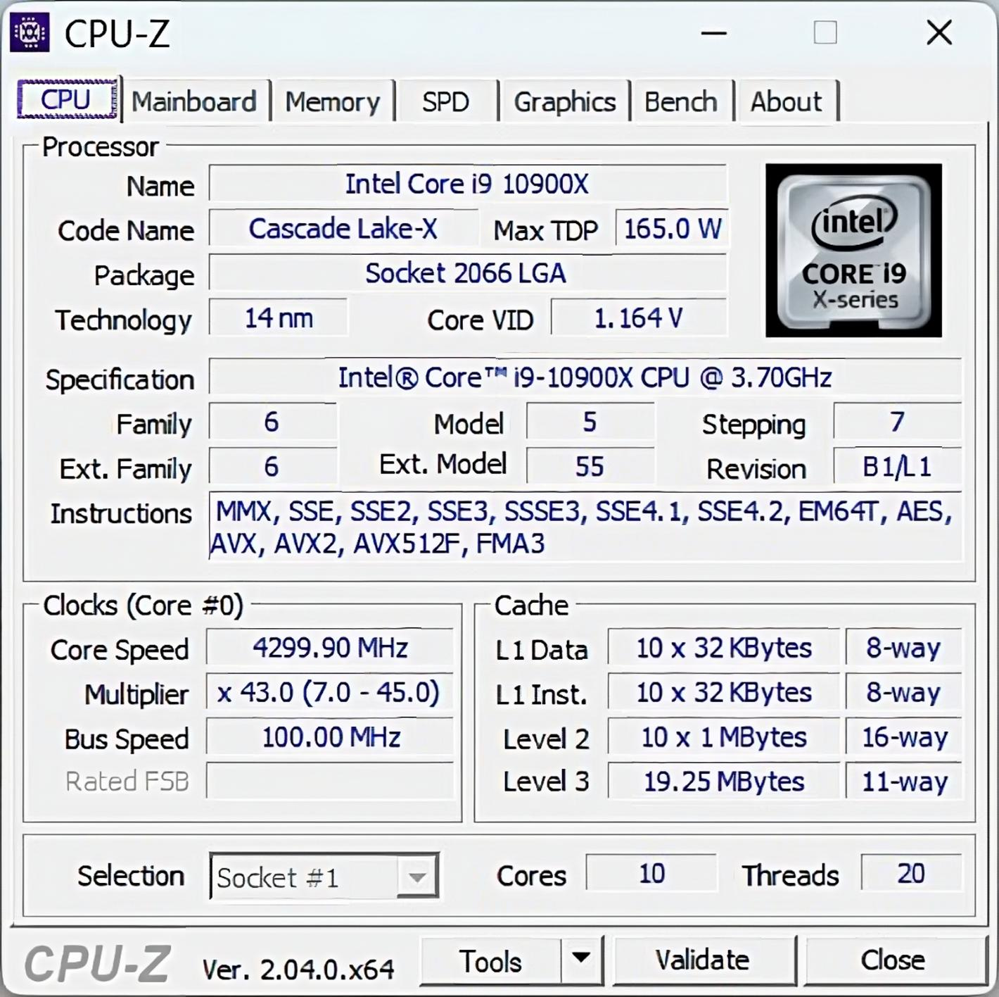 CPU-Z
CPU Mainboard Memory SPD Graphics Bench About
Processor
Name Intel Core i9 10900X
Code Name Cascade Lake-X Max TDP 165.0 W
Package Socket 2066 LGA
Technology 14 nm Core VID 1.164 V
intel®
CORE™ i9
X-series
Specification Intel® Core™ i9-10900X CPU @ 3.70GHz
Family 6 Model 5 Stepping 7
Ext. Family 6 Ext. Model 55 Revision B1/L1
Instructions MMX, SSE, SSE2, SSE3, SSSE3, SSE4.1, SSE4.2, EM64T, AES,
AVX, AVX2, AVX512F, FMA3
Clocks (Core #0)
Core Speed 4299.90 MHz
Multiplier x 43.0 (7.0 - 45.0)
Bus Speed 100.00 MHz
Rated FSB
Cache
L1 Data 10 x 32 KBytes 8-way
L1 Inst. 10 x 32 KBytes 8-way
Level 2 10 x 1 MBytes 16-way
Level 3 19.25 MBytes 11-way
Selection Socket #1 Cores 10 Threads 20
CPU-Z Ver. 2.04.0.x64 Tools Validate Close